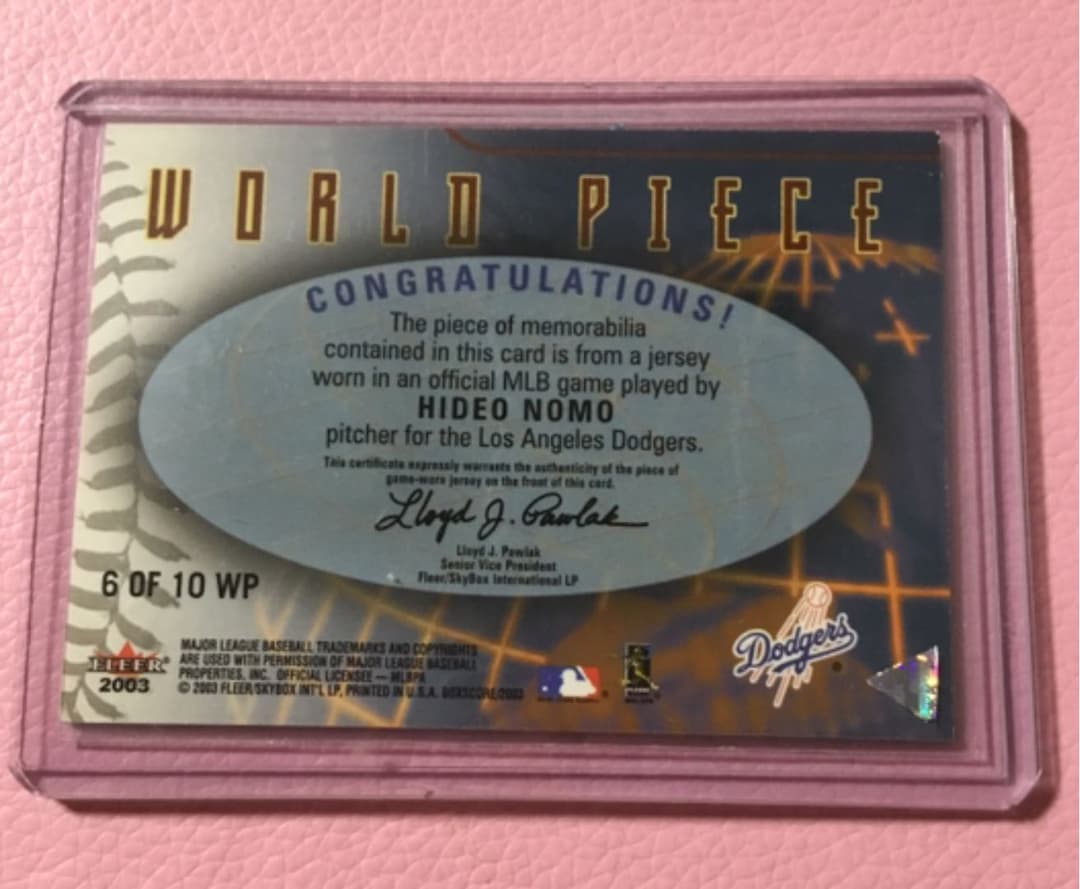 WORLD PIECE
CONGRATULATIONS!
The piece of memorabilia
contained in this card is from a jersey
worn in an official MLB game played by
HIDEO NOMO
pitcher for the Los Angeles Dodgers.
This certificate expressly warrants the authenticity of the piece of
game-worn jersey on the front of this card.
Lloyd J. Pawlak
Lloyd J. Pawlak
Senior Vice President
Fleer/SkyBox International LP
6 OF 10 WP
FLEER
2003
MAJOR LEAGUE BASEBALL TRADEMARKS AND COPYRIGHTS
ARE USED WITH PERMISSION OF MAJOR LEAGUE BASEBALL
PROPERTIES, INC. OFFICIAL LICENSEE — MLBPA
© 2003 FLEER/SKYBOX INT'L LP, PRINTED IN U.S.A. BOXSCORE/2003
Dodgers